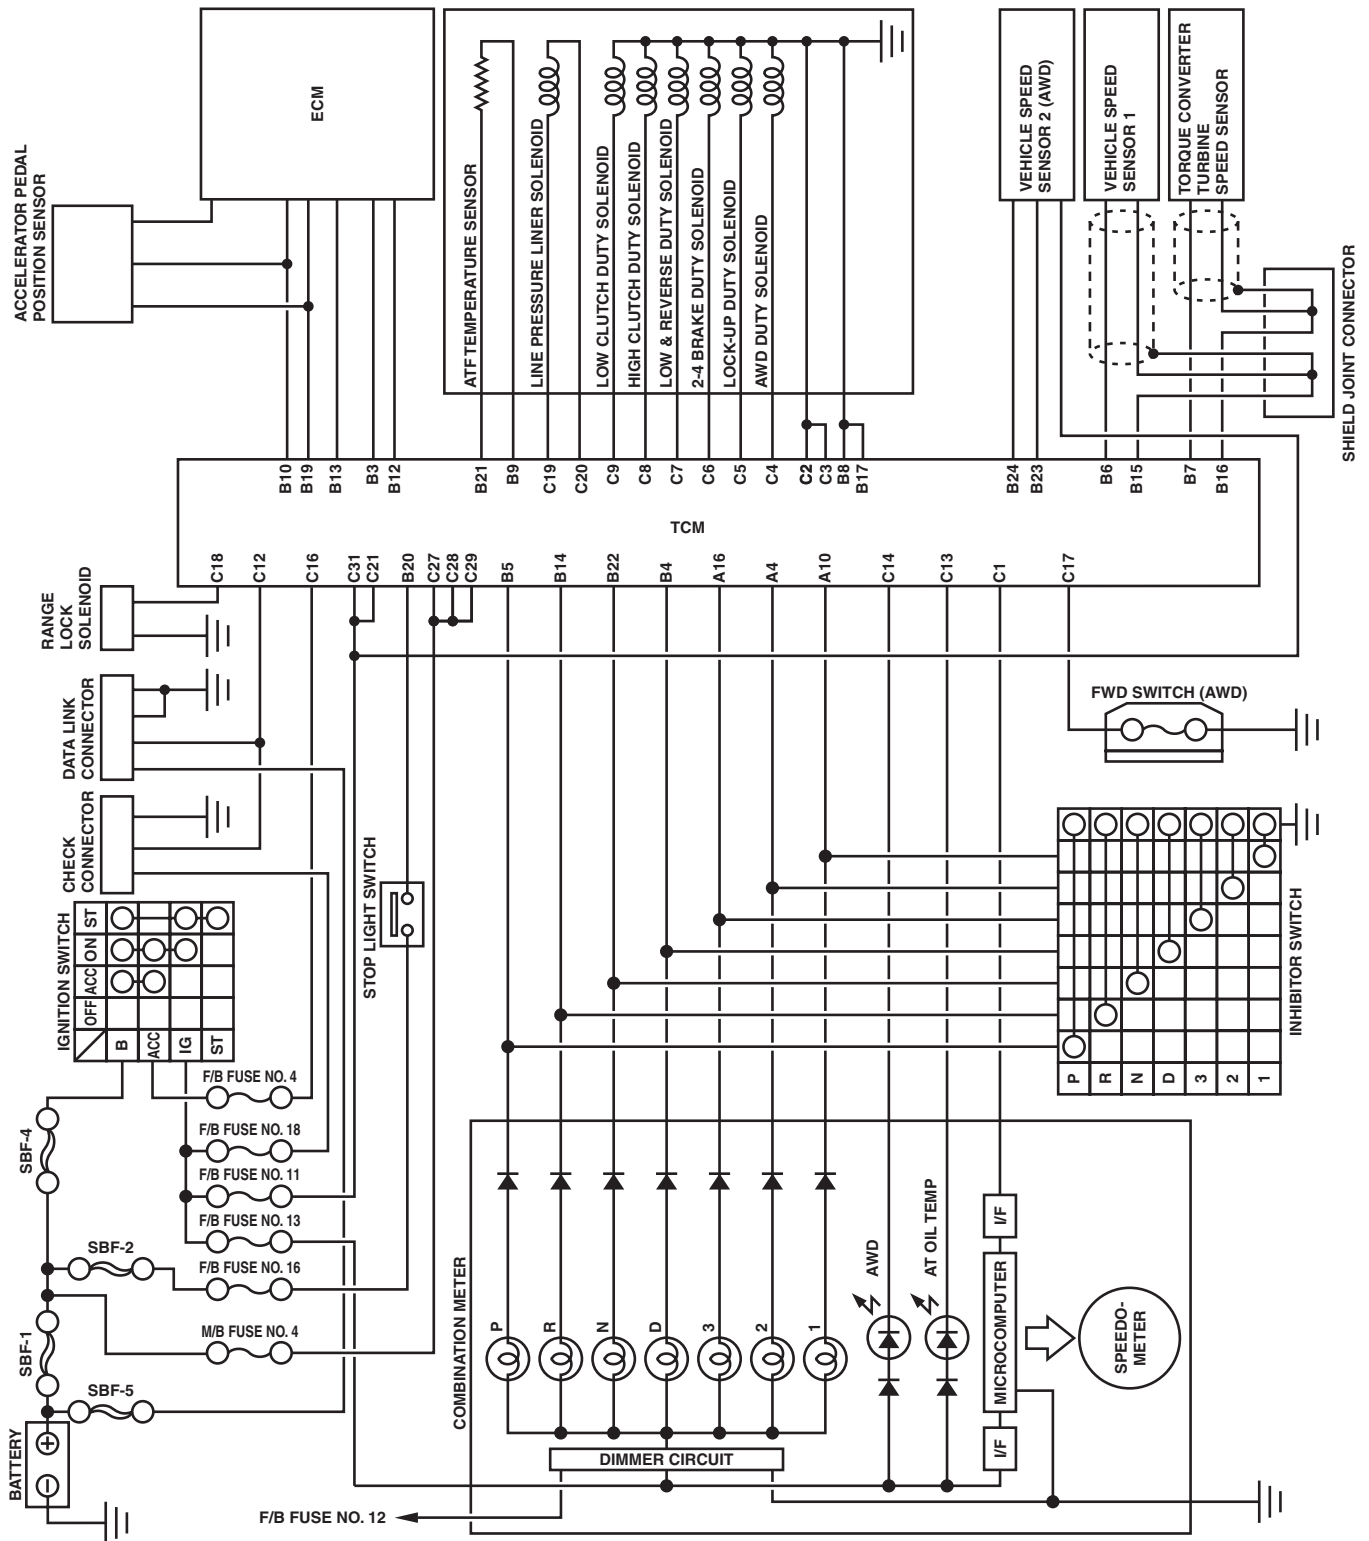 ACCELERATOR PEDAL
POSITION SENSOR
ECM
ATF TEMPERATURE SENSOR
LINE PRESSURE LINER SOLENOID
LOW CLUTCH DUTY SOLENOID
HIGH CLUTCH DUTY SOLENOID
LOW & REVERSE DUTY SOLENOID
2-4 BRAKE DUTY SOLENOID
LOCK-UP DUTY SOLENOID
AWD DUTY SOLENOID
VEHICLE SPEED
SENSOR 2 (AWD)
VEHICLE SPEED
SENSOR 1
TORQUE CONVERTER
TURBINE
SPEED SENSOR
SHIELD JOINT CONNECTOR
B10
B19
B13
B3
B12
B21
B9
C19
C20
C9
C8
C7
C6
C5
C4
C2
C3
B8
B17
B24
B23
B6
B15
B7
B16
TCM
C18
C12
C16
C31
C21
B20
C27
C28
C29
B5
B14
B22
B4
A16
A4
A10
C14
C13
C1
C17
RANGE
LOCK
SOLENOID
DATA LINK
CONNECTOR
CHECK
CONNECTOR
STOP LIGHT SWITCH
FWD SWITCH (AWD)
IGNITION SWITCH
OFF
ACC
ON
ST
B
ACC
IG
ST
INHIBITOR SWITCH
P
R
N
D
3
2
1
F/B FUSE NO. 4
F/B FUSE NO. 18
F/B FUSE NO. 11
F/B FUSE NO. 13
F/B FUSE NO. 16
M/B FUSE NO. 4
SBF-4
SBF-2
SBF-1
SBF-5
BATTERY
COMBINATION METER
P
R
N
D
3
2
1
AWD
AT OIL TEMP
I/F
MICROCOMPUTER
I/F
SPEEDO-
METER
DIMMER CIRCUIT
F/B FUSE NO. 12